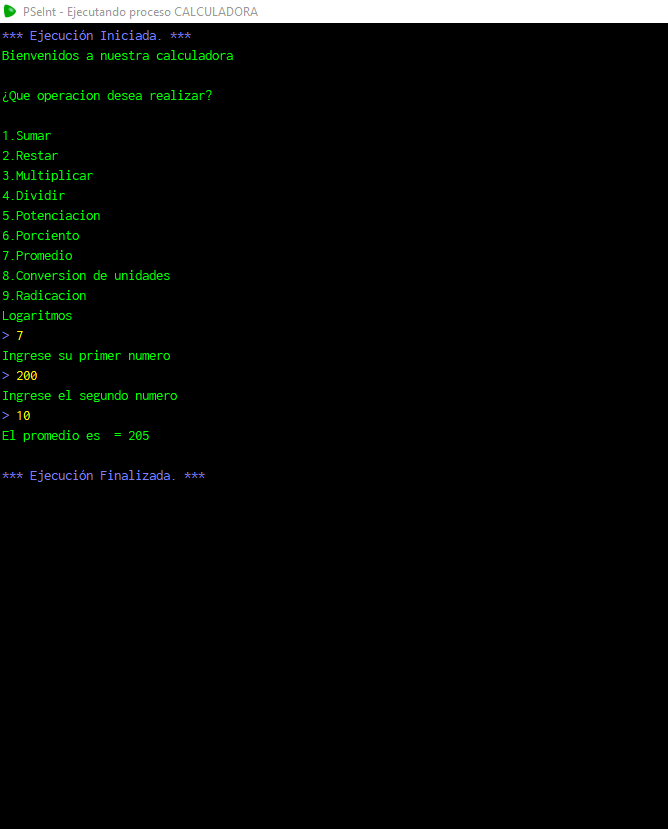 PSeInt - Ejecutando proceso CALCULADORA
*** Ejecución Iniciada. ***
Bienvenidos a nuestra calculadora
¿Que operacion desea realizar?
1.Sumar
2.Restar
3.Multiplicar
4.Dividir
5.Potenciacion
6.Porciento
7.Promedio
8.Conversion de unidades
9.Radicacion
Logaritmos
> 7
Ingrese su primer numero
> 200
Ingrese el segundo numero
> 10
El promedio es  = 205
*** Ejecución Finalizada. ***